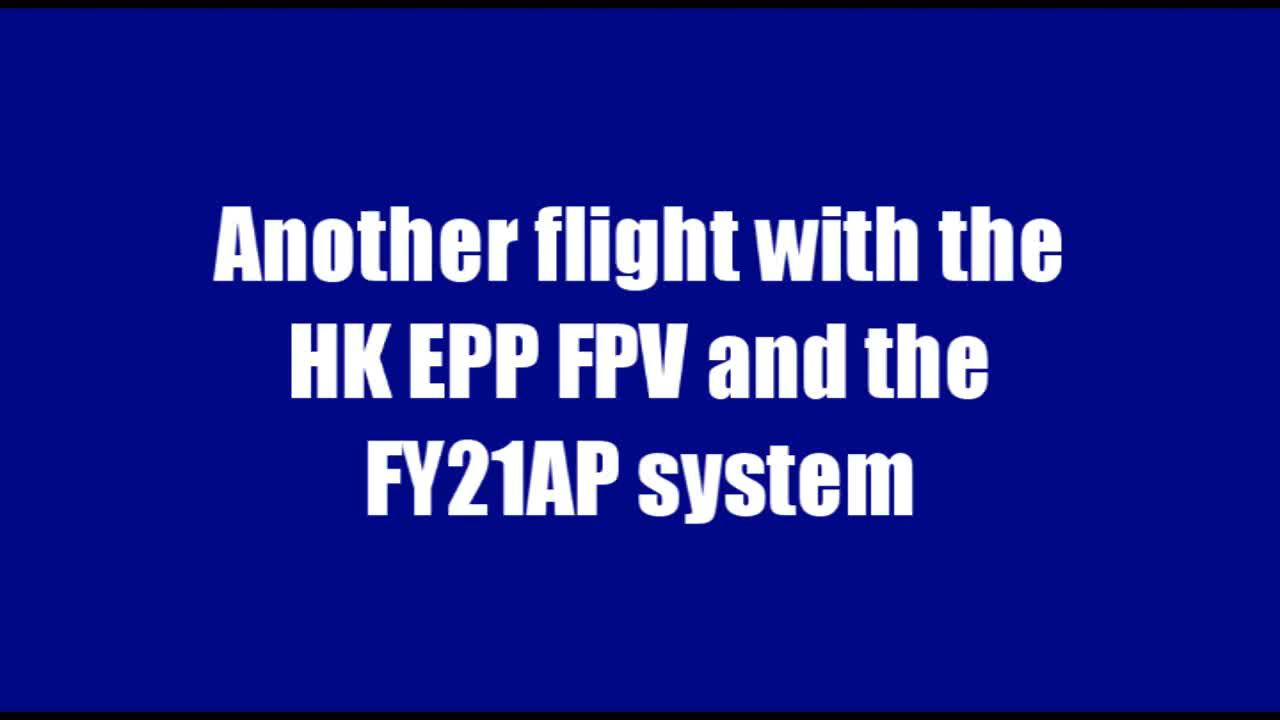 Another flight with the
HK EPP FPV and the
FY21AP system